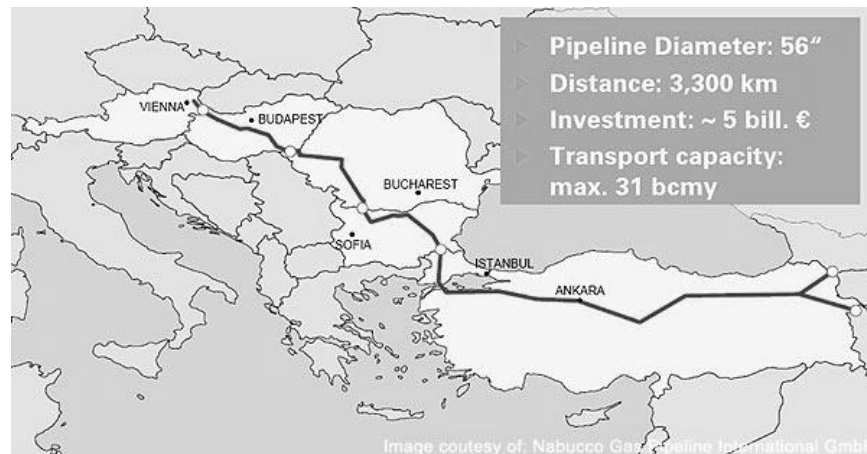 Pipeline Diameter: 56“
Distance: 3,300 km
Investment: ~ 5 bill. €
Transport capacity:
max. 31 bcmy
VIENNA
BUDAPEST
BUCHAREST
SOFIA
ISTANBUL
ANKARA
Image coutesy of: Nabucco Gas Pipeline International Gmb